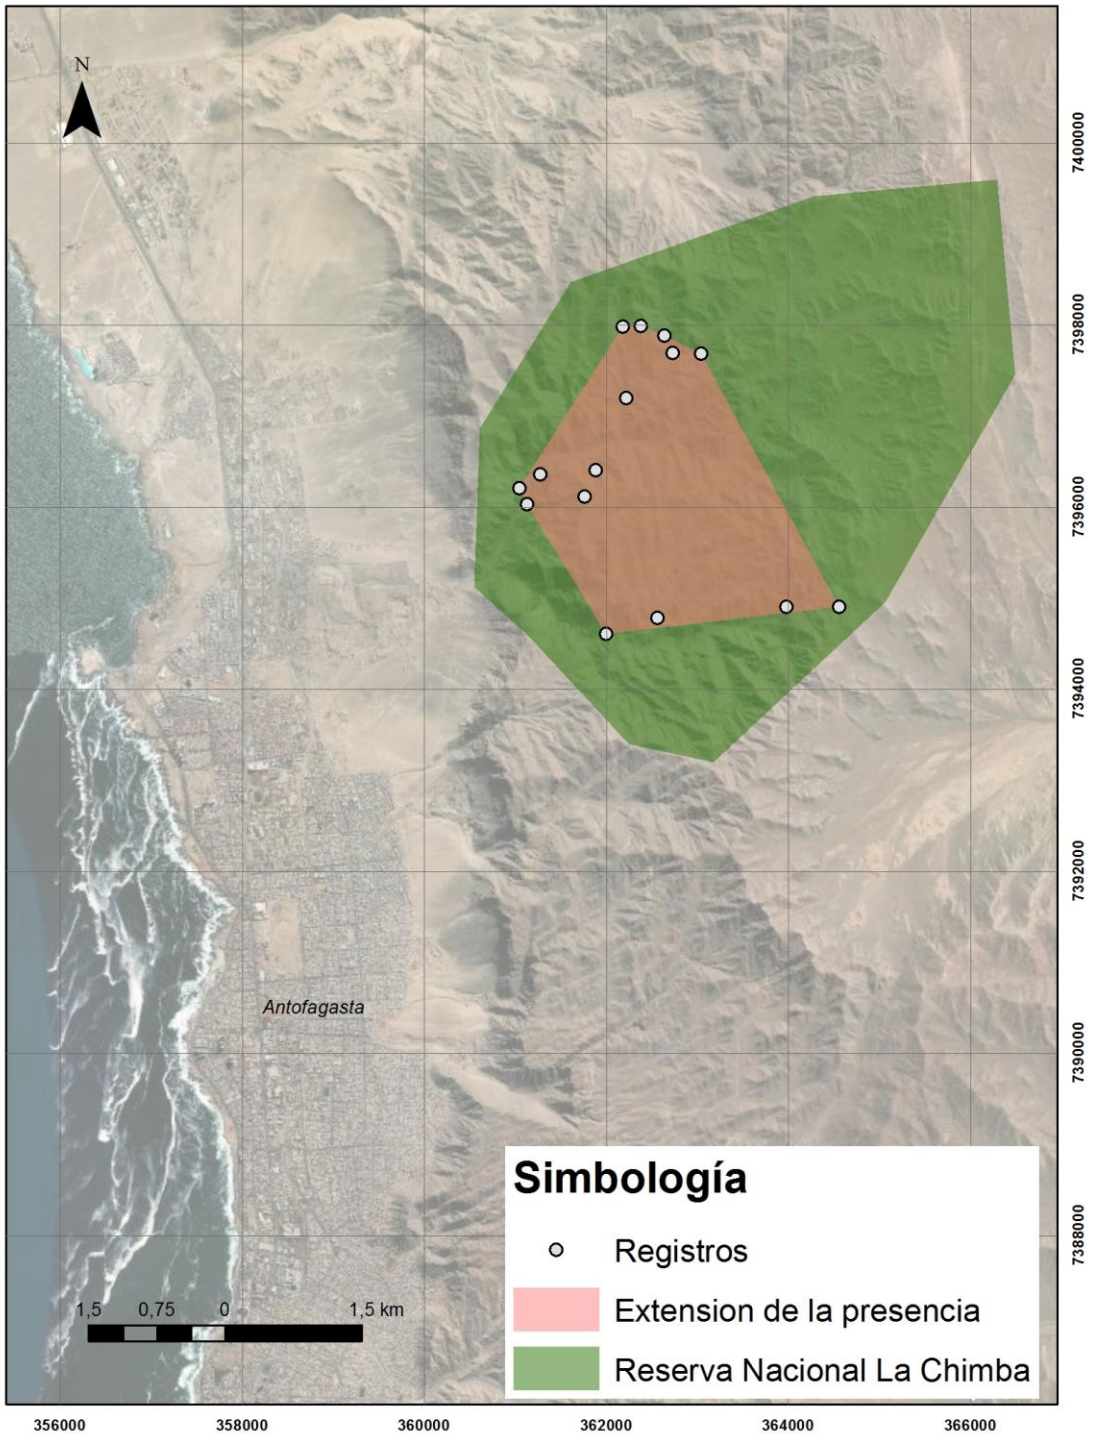 N
7400000
7398000
7396000
7394000
7392000
7390000
7388000
Antofagasta
Simbología
Registros
Extension de la presencia
Reserva Nacional La Chimba
1,5 0,75 0 1,5 km
356000 358000 360000 362000 364000 366000